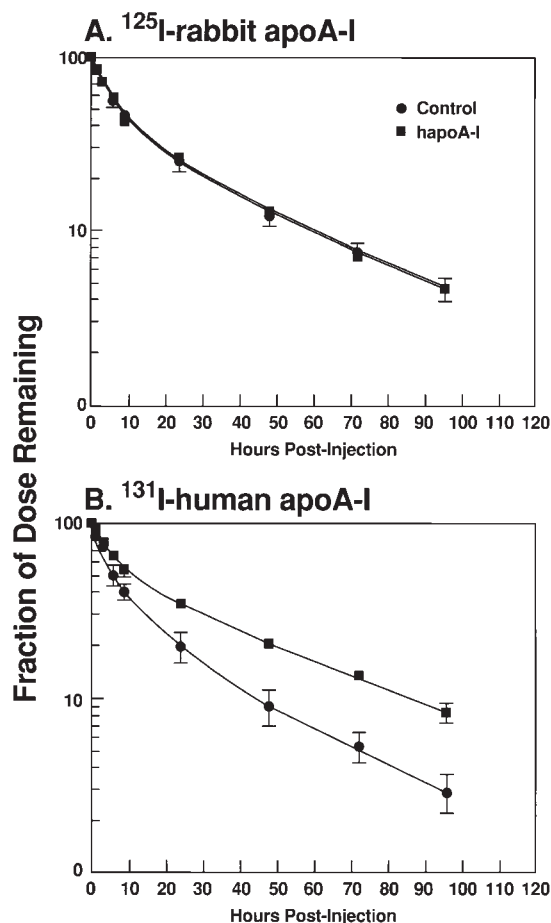 A. ¹²⁵I-rabbit apoA-I
100
Control
hapoA-I
10
0
0 10 20 30 40 50 60 70 80 90 100 110 120
Hours Post-Injection
Fraction of Dose Remaining
B. ¹³¹I-human apoA-I
100
10
0
0 10 20 30 40 50 60 70 80 90 100 110 120
Hours Post-Injection